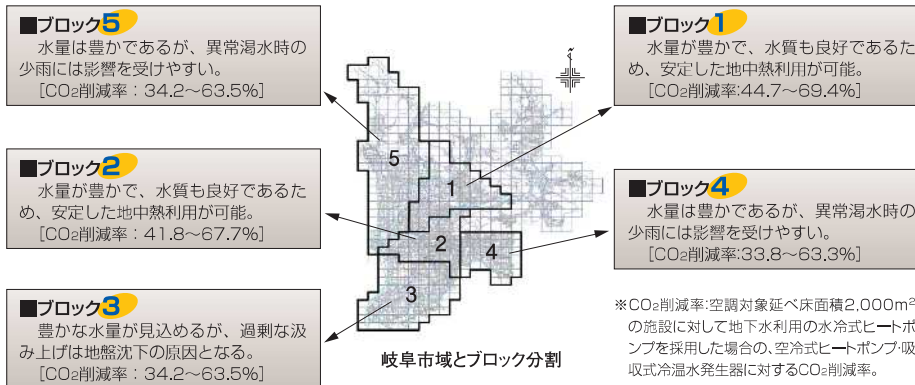 ■ブロック5
水量は豊かであるが、異常渇水時の
少雨には影響を受けやすい。
[CO₂削減率：34.2～63.5%]
■ブロック2
水量が豊かで、水質も良好であるた
め、安定した地中熱利用が可能。
[CO₂削減率：41.8～67.7%]
■ブロック3
豊かな水量が見込めるが、過剰な汲
み上げは地盤沈下の原因となる。
[CO₂削減率：34.2～63.5%]
5
1
2
4
3
岐阜市域とブロック分割
■ブロック1
水量が豊かで、水質も良好であるた
め、安定した地中熱利用が可能。
[CO₂削減率:44.7～69.4%]
■ブロック4
水量は豊かであるが、異常渇水時の
少雨には影響を受けやすい。
[CO₂削減率:33.8～63.3%]
※CO₂削減率:空調対象延べ床面積2,000m²
の施設に対して地下水利用の水冷式ヒートポ
ンプを採用した場合の、空冷式ヒートポンプ・吸
収式冷温水発生器に対するCO₂削減率。